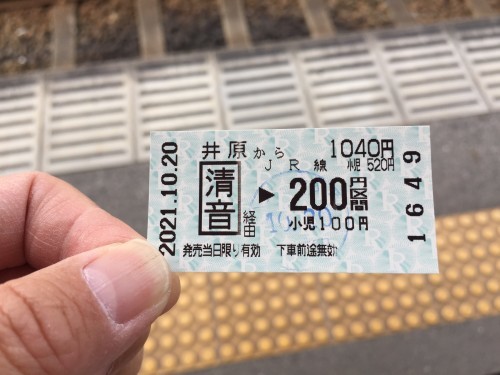 2021.10.20
井原から 1040円
JR線 小児 520円
清音経由 ▶ 200円区間
小児100円
発売当日限り有効 下車前途無効
1649